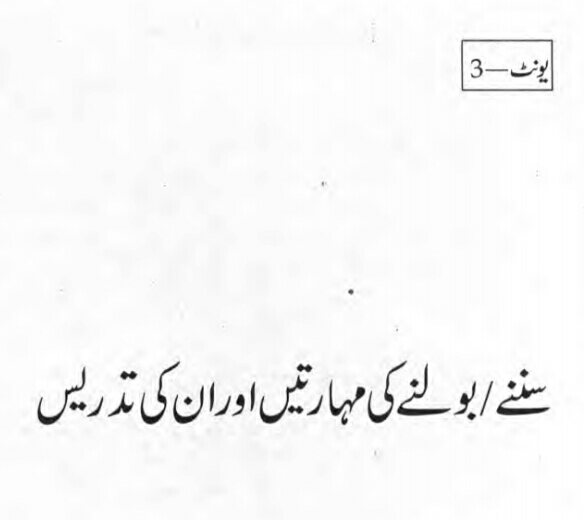 یونٹ—3
سننے/بولنے کی مہارتیں اور ان کی تدریس